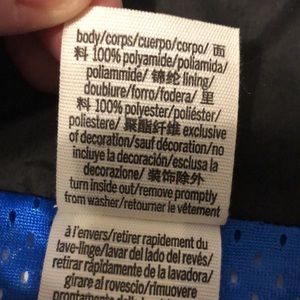 body/corps/cuerpo/corpo/ 面
料 100% polyamide/poliamida/
poliammide/ 锦纶 lining/
doublure/forro/fodera/ 里
料 100% polyester/poliéster/
poliestere/ 聚酯纤维 exclusive
of decoration/sauf décoration/no
incluye la decoración/esclusa la
decorazione/ 装饰除外
turn inside out/remove promptly
from washer/retourner le vêtement
à l'envers/retirer rapidement du
lave-linge/lavar del lado del revés/
retirar rápidamente de la lavadora/
girare al rovescio/rimuovere
prontamente